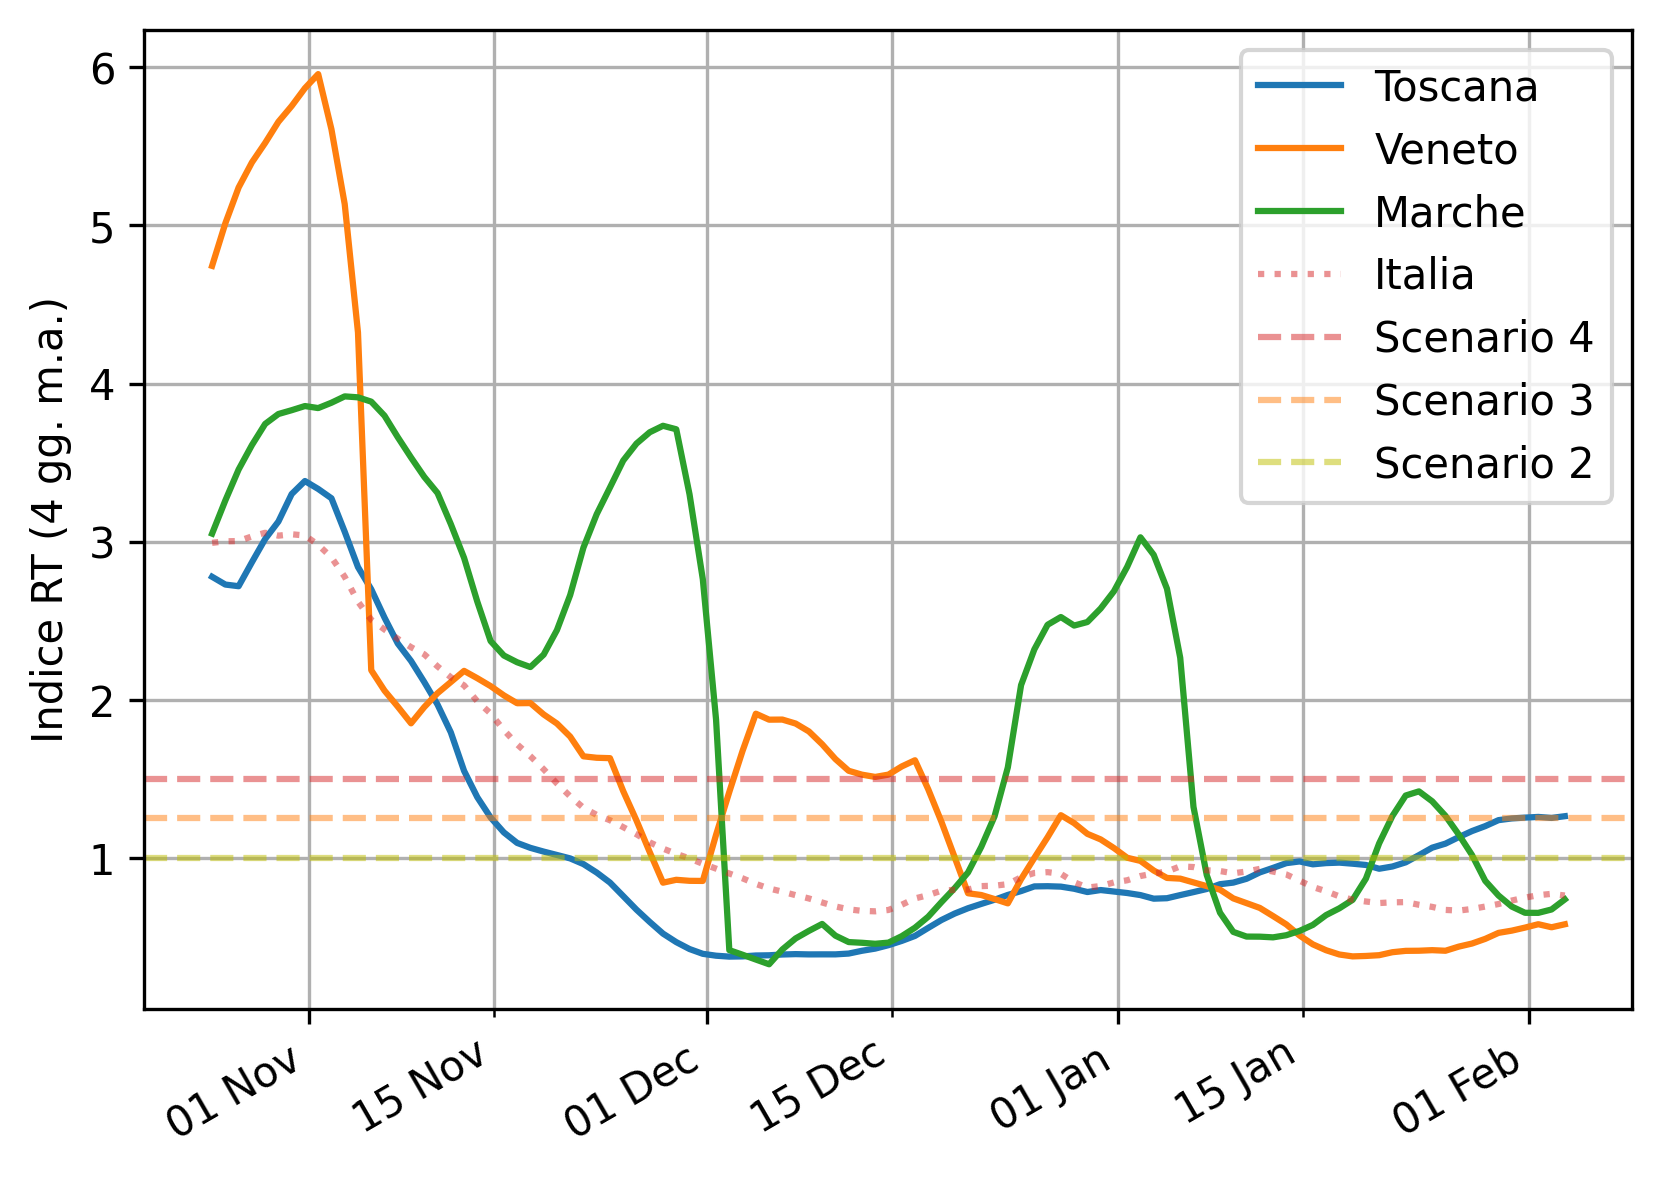 Indice RT (4 gg. m.a.)
6
5
4
3
2
1
01 Nov
15 Nov
01 Dec
15 Dec
01 Jan
15 Jan
01 Feb
Toscana
Veneto
Marche
Italia
Scenario 4
Scenario 3
Scenario 2